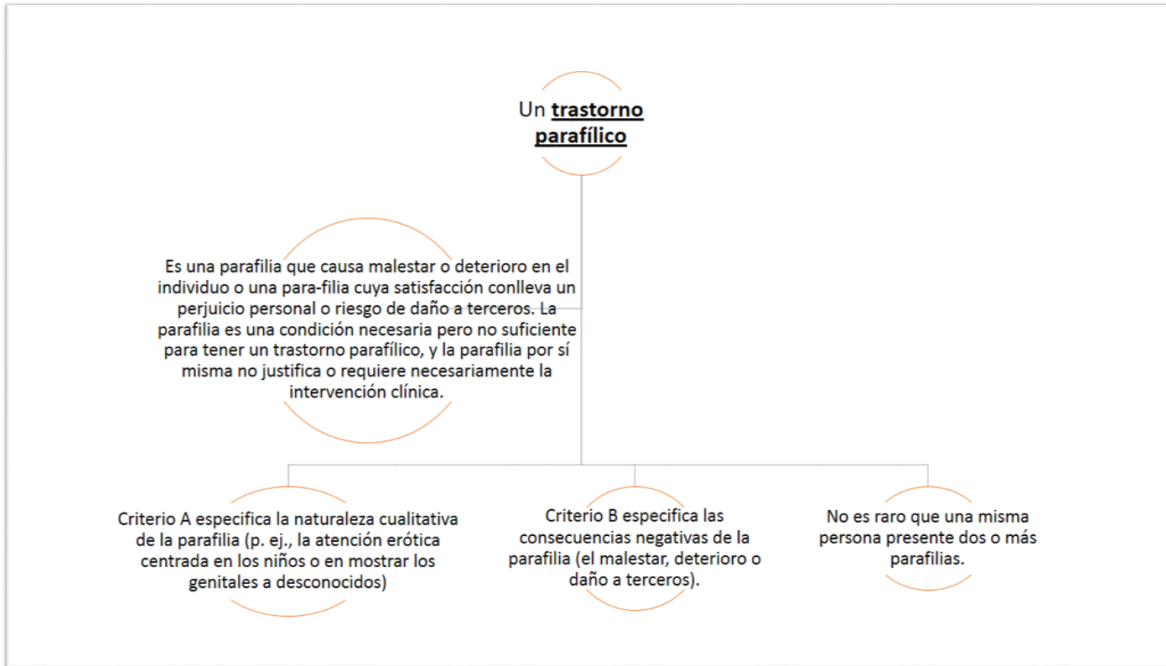 Un trastorno
parafílico
Es una parafilia que causa malestar o deterioro en el
individuo o una para-filia cuya satisfacción conlleva un
perjuicio personal o riesgo de daño a terceros. La
parafilia es una condición necesaria pero no suficiente
para tener un trastorno parafílico, y la parafilia por sí
misma no justifica o requiere necesariamente la
intervención clínica.
Criterio A especifica la naturaleza cualitativa
de la parafilia (p. ej., la atención erótica
centrada en los niños o en mostrar los
genitales a desconocidos)
Criterio B especifica las
consecuencias negativas de la
parafilia (el malestar, deterioro o
daño a terceros).
No es raro que una misma
persona presente dos o más
parafilias.